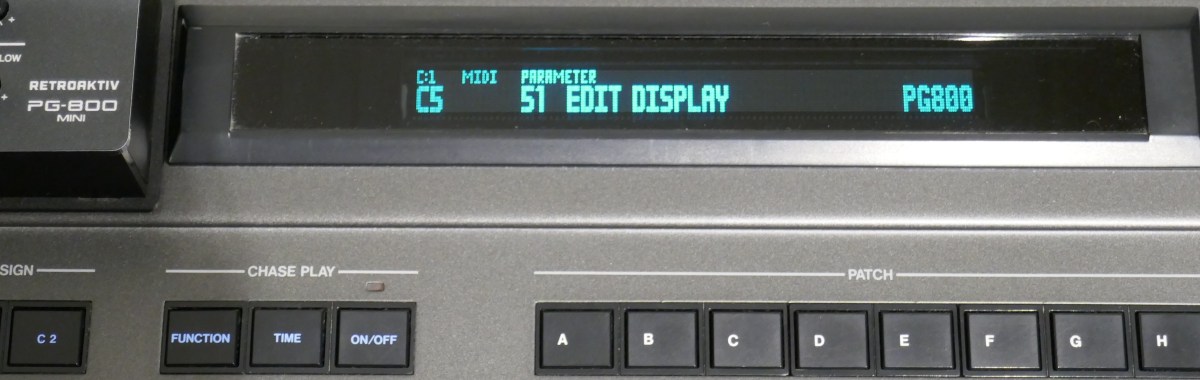 LOW
RETROAKTIV
PG-800
MINI
C:1 MIDI PARAMETER
C5 51 EDIT DISPLAY PG800
SIGN
CHASE PLAY
PATCH
C 2
FUNCTION
TIME
ON/OFF
A
B
C
D
E
F
G
H